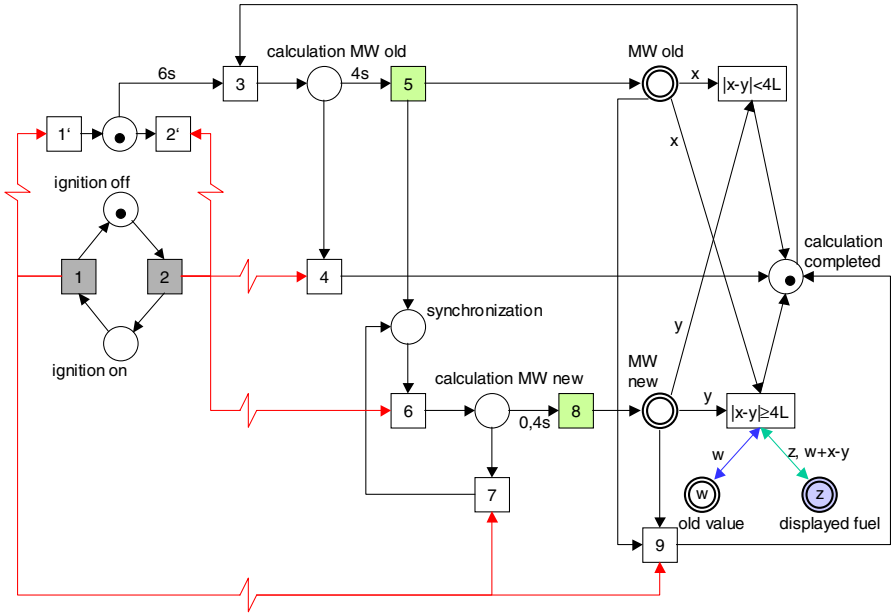 calculation MW old
MW old
6s
3
4s
5
x
|x-y|<4L
1‘
2‘
x
ignition off
1
2
4
calculation
completed
synchronization
y
ignition on
calculation MW new
MW
new
6
0,4s
8
y
|x-y|≥4L
w
z, w+x-y
7
w
z
old value
displayed fuel
9